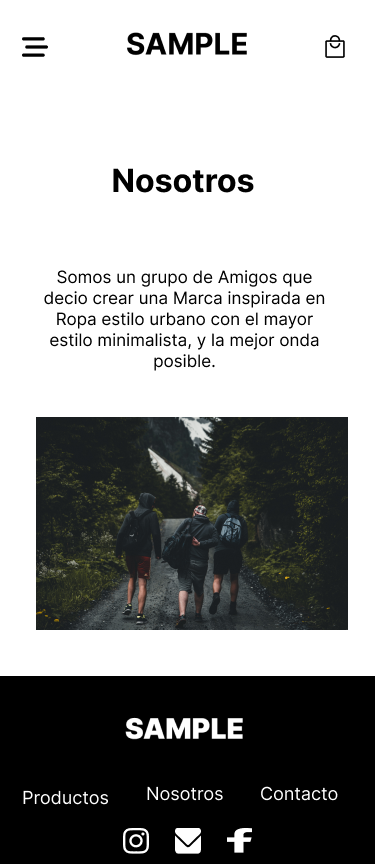 SAMPLE
Nosotros
Somos un grupo de Amigos que
decio crear una Marca inspirada en
Ropa estilo urbano con el mayor
estilo minimalista, y la mejor onda
posible.
SAMPLE
Productos Nosotros Contacto